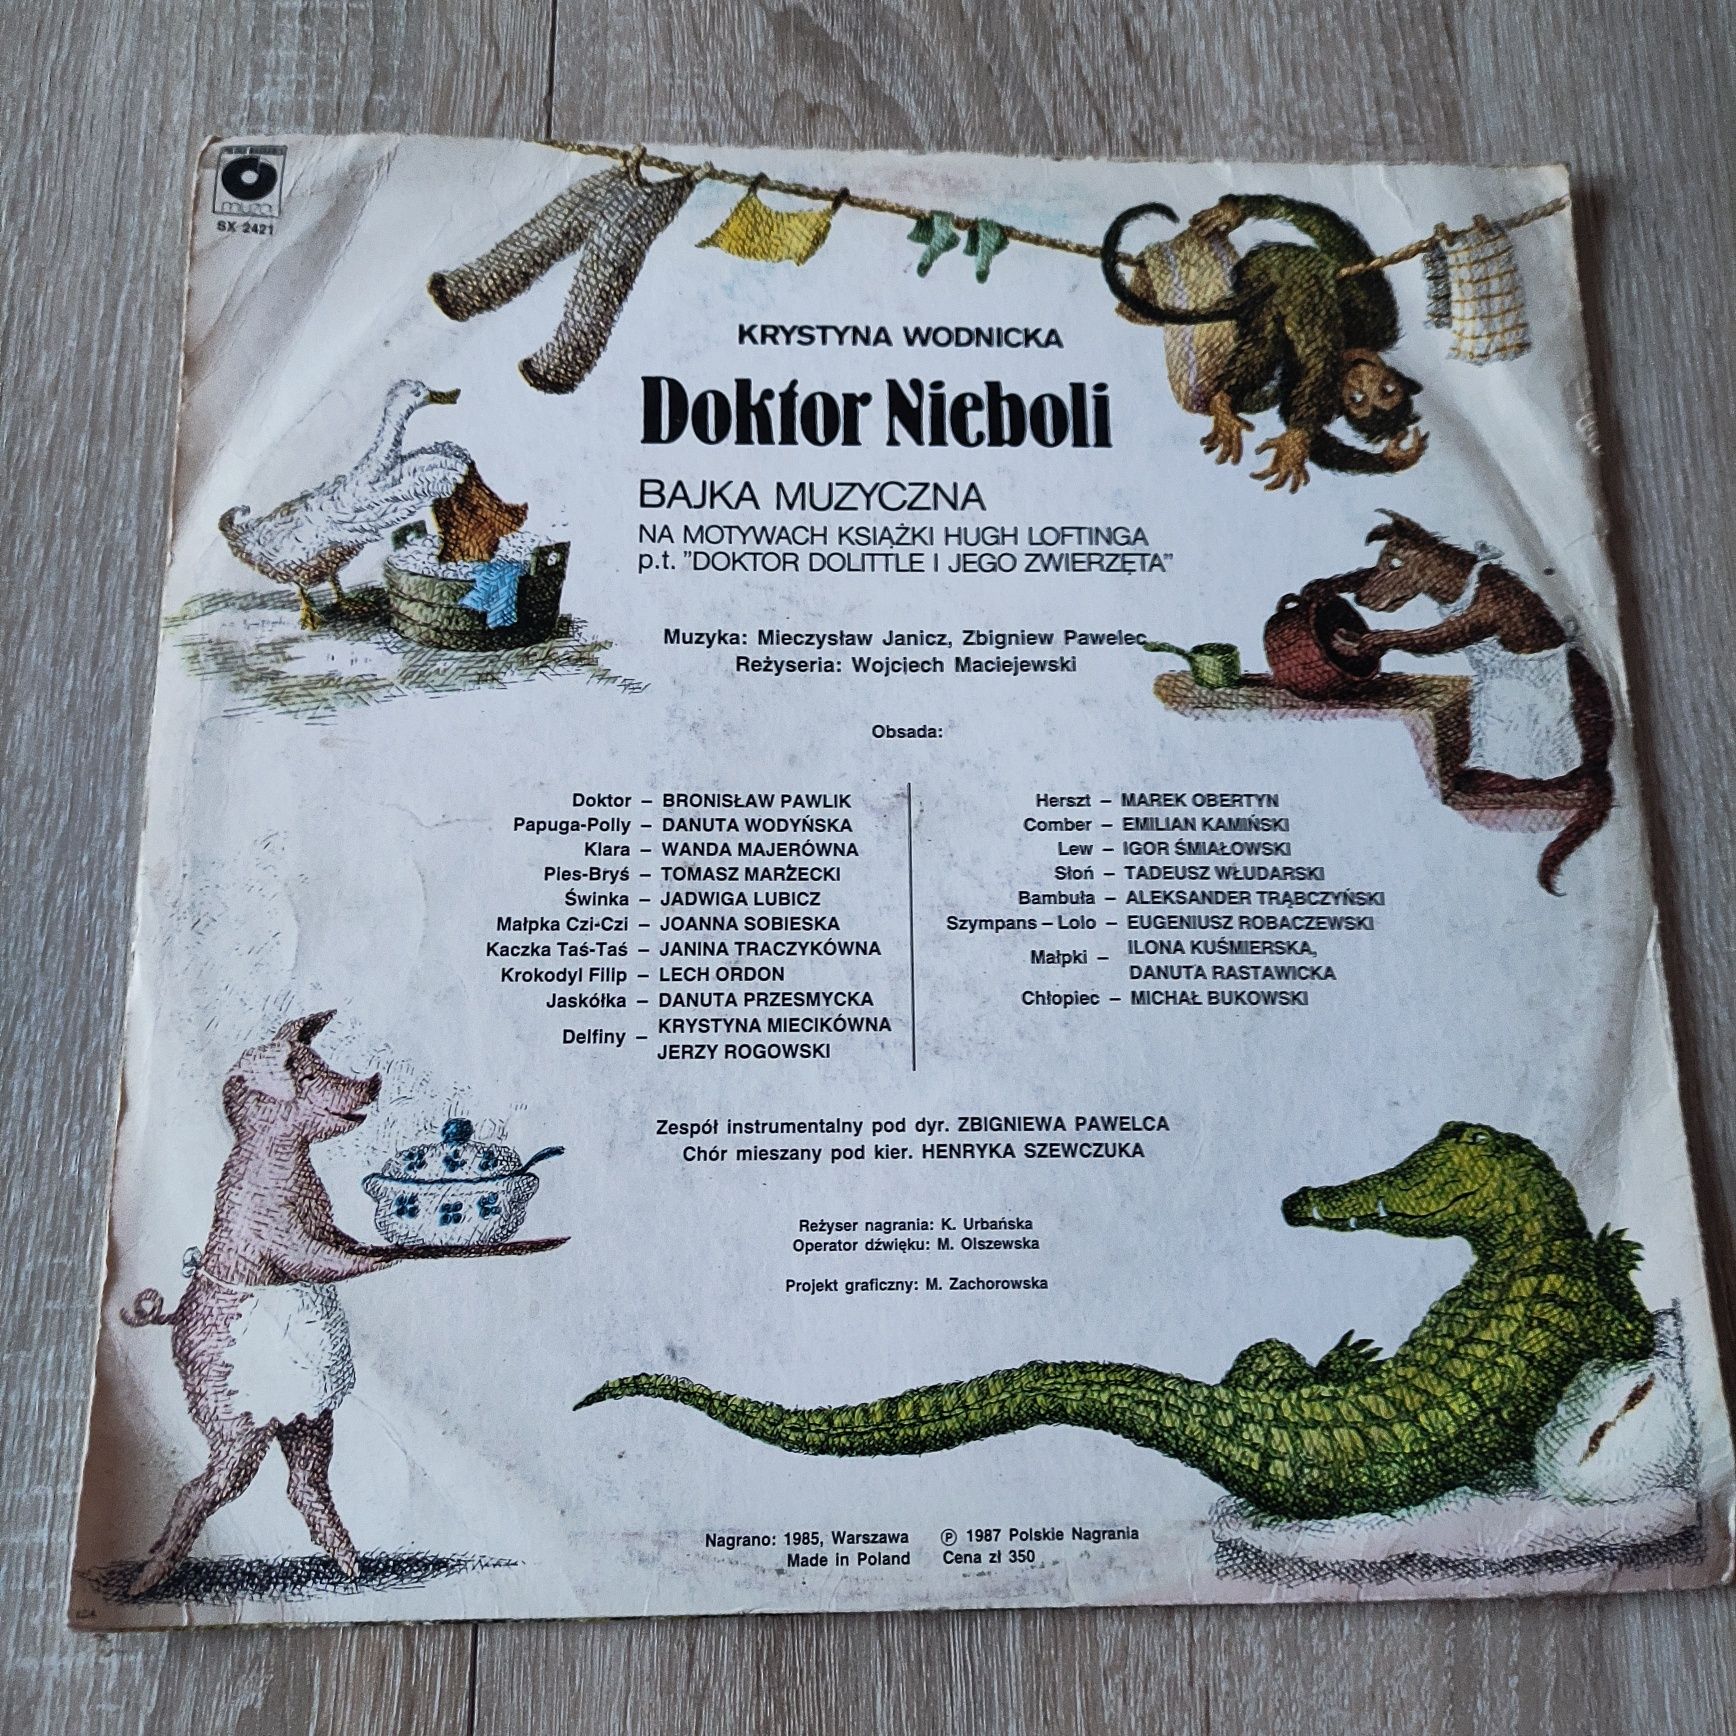 POLSKIE NAGRANIA
muza
SX 2421
KRYSTYNA WODNICKA
Doktor Nieboli
BAJKA MUZYCZNA
NA MOTYWACH KSIĄŻKI HUGH LOFTINGA
p.t. "DOKTOR DOLITTLE I JEGO ZWIERZĘTA"
Muzyka: Mieczysław Janicz, Zbigniew Pawelec
Reżyseria: Wojciech Maciejewski
Obsada:
Doktor – BRONISŁAW PAWLIK
Papuga-Polly – DANUTA WODYŃSKA
Klara – WANDA MAJERÓWNA
Pies-Bryś – TOMASZ MARZECKI
Świnka – JADWIGA LUBICZ
Małpka Czi-Czi – JOANNA SOBIESKA
Kaczka Taś-Taś – JANINA TRACZYKÓWNA
Krokodyl Filip – LECH ORDON
Jaskółka – DANUTA PRZESMYCKA
Delfiny – KRYSTYNA MIECIKÓWNA
JERZY ROGOWSKI
Herszt – MAREK OBERTYN
Comber – EMILIAN KAMIŃSKI
Lew – IGOR ŚMIAŁOWSKI
Słoń – TADEUSZ WŁUDARSKI
Bambuła – ALEKSANDER TRĄBCZYŃSKI
Szympans – Lolo – EUGENIUSZ ROBACZEWSKI
Małpki – ILONA KUŚMIERSKA,
DANUTA RASTAWICKA
Chłopiec – MICHAŁ BUKOWSKI
Zespół instrumentalny pod dyr. ZBIGNIEWA PAWELCA
Chór mieszany pod kier. HENRYKA SZEWCZUKA
Reżyser nagrania: K. Urbańska
Operator dźwięku: M. Olszewska
Projekt graficzny: M. Zachorowska
Nagrano: 1985, Warszawa ℗ 1987 Polskie Nagrania
Made in Poland Cena zł 350